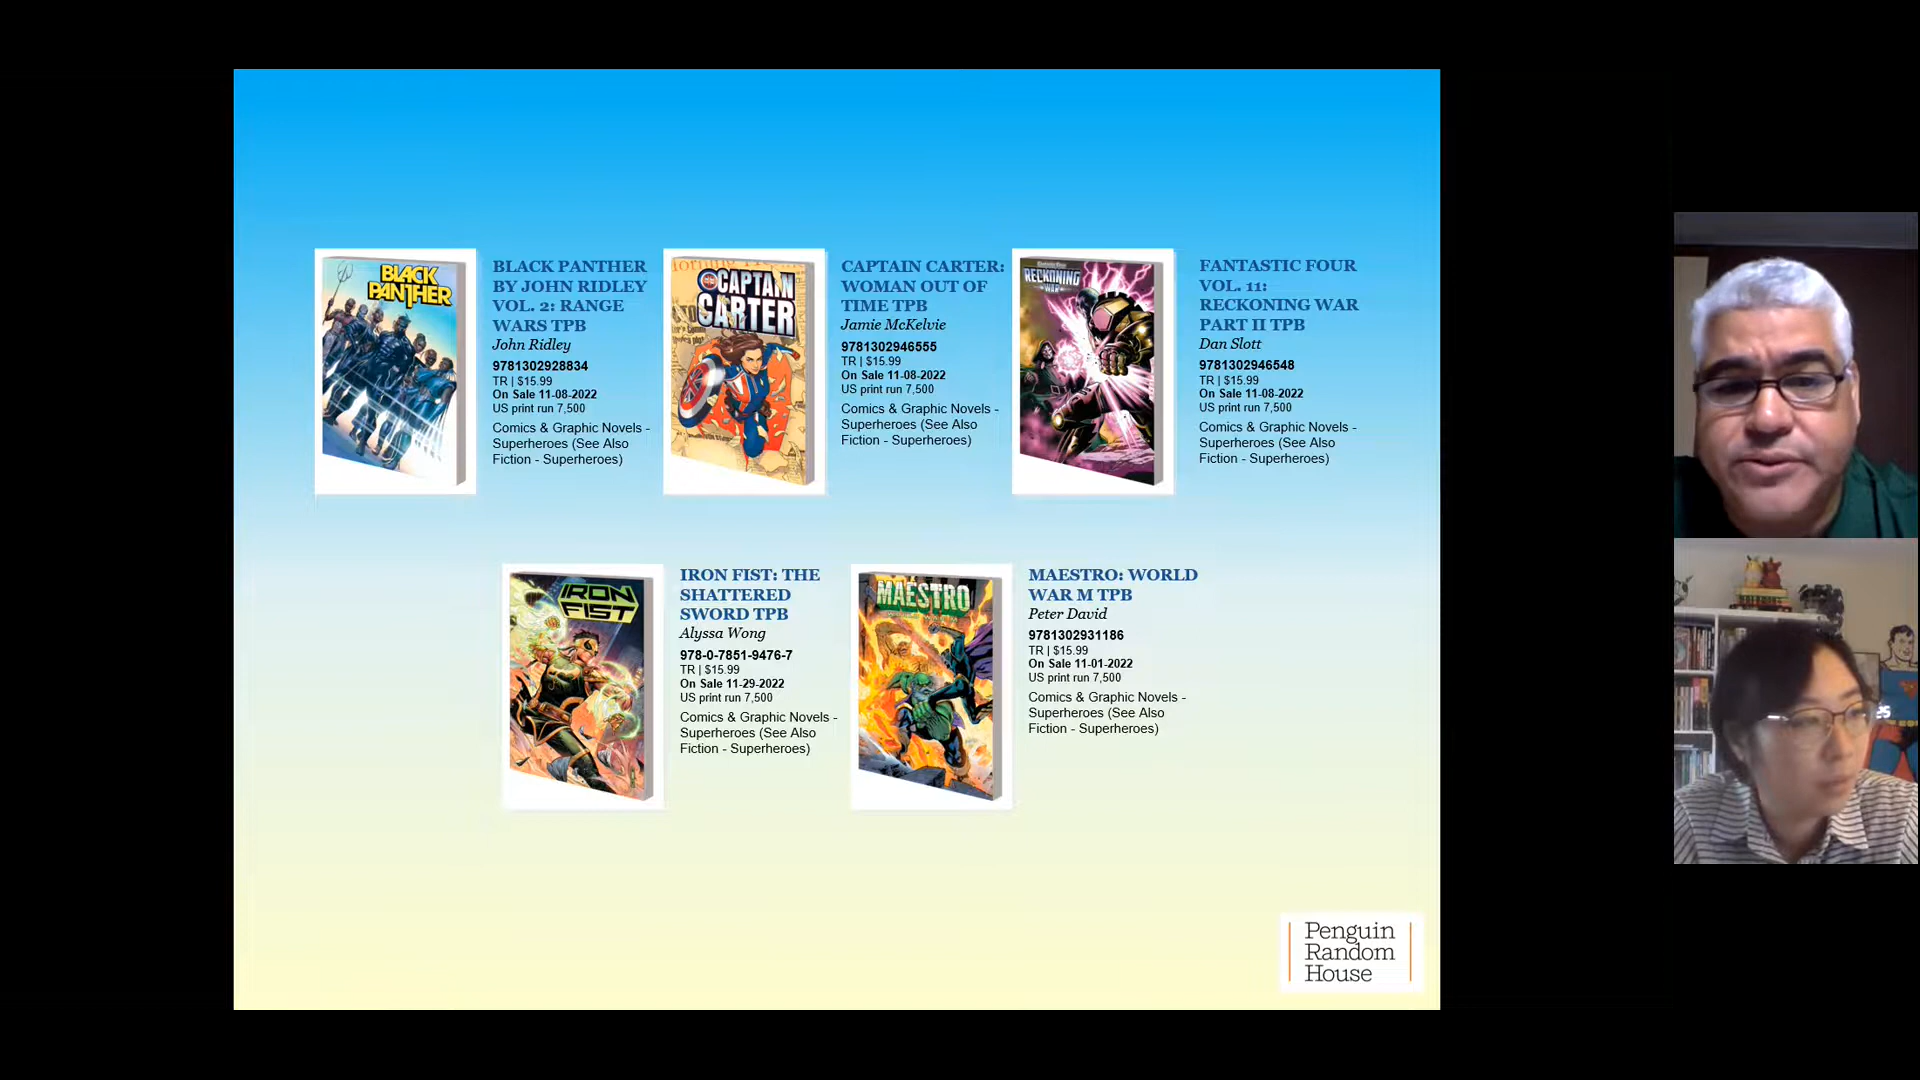 BLACK PANTHER
BLACK PANTHER
BY JOHN RIDLEY
VOL. 2: RANGE
WARS TPB
John Ridley
9781302928834
TR | $15.99
On Sale 11-08-2022
US print run 7,500
Comics & Graphic Novels -
Superheroes (See Also
Fiction - Superheroes)
CAPTAIN
CARTER
CAPTAIN CARTER:
WOMAN OUT OF
TIME TPB
Jamie McKelvie
9781302946555
TR | $15.99
On Sale 11-08-2022
US print run 7,500
Comics & Graphic Novels -
Superheroes (See Also
Fiction - Superheroes)
RECKONING
WAR
FANTASTIC FOUR
VOL. 11:
RECKONING WAR
PART II TPB
Dan Slott
9781302946548
TR | $15.99
On Sale 11-08-2022
US print run 7,500
Comics & Graphic Novels -
Superheroes (See Also
Fiction - Superheroes)
IRON
FIST
IRON FIST: THE
SHATTERED
SWORD TPB
Alyssa Wong
978-0-7851-9476-7
TR | $15.99
On Sale 11-29-2022
US print run 7,500
Comics & Graphic Novels -
Superheroes (See Also
Fiction - Superheroes)
MAESTRO
MAESTRO: WORLD
WAR M TPB
Peter David
9781302931186
TR | $15.99
On Sale 11-01-2022
US print run 7,500
Comics & Graphic Novels -
Superheroes (See Also
Fiction - Superheroes)
Penguin
Random
House